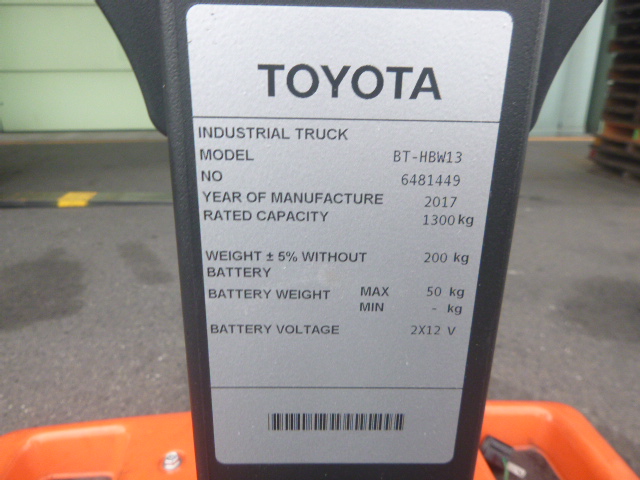 TOYOTA
INDUSTRIAL TRUCK
MODEL BT-HBW13
NO 6481449
YEAR OF MANUFACTURE 2017
RATED CAPACITY 1300 kg
WEIGHT ± 5% WITHOUT 200 kg
BATTERY
BATTERY WEIGHT MAX 50 kg
MIN - kg
BATTERY VOLTAGE 2X12 V